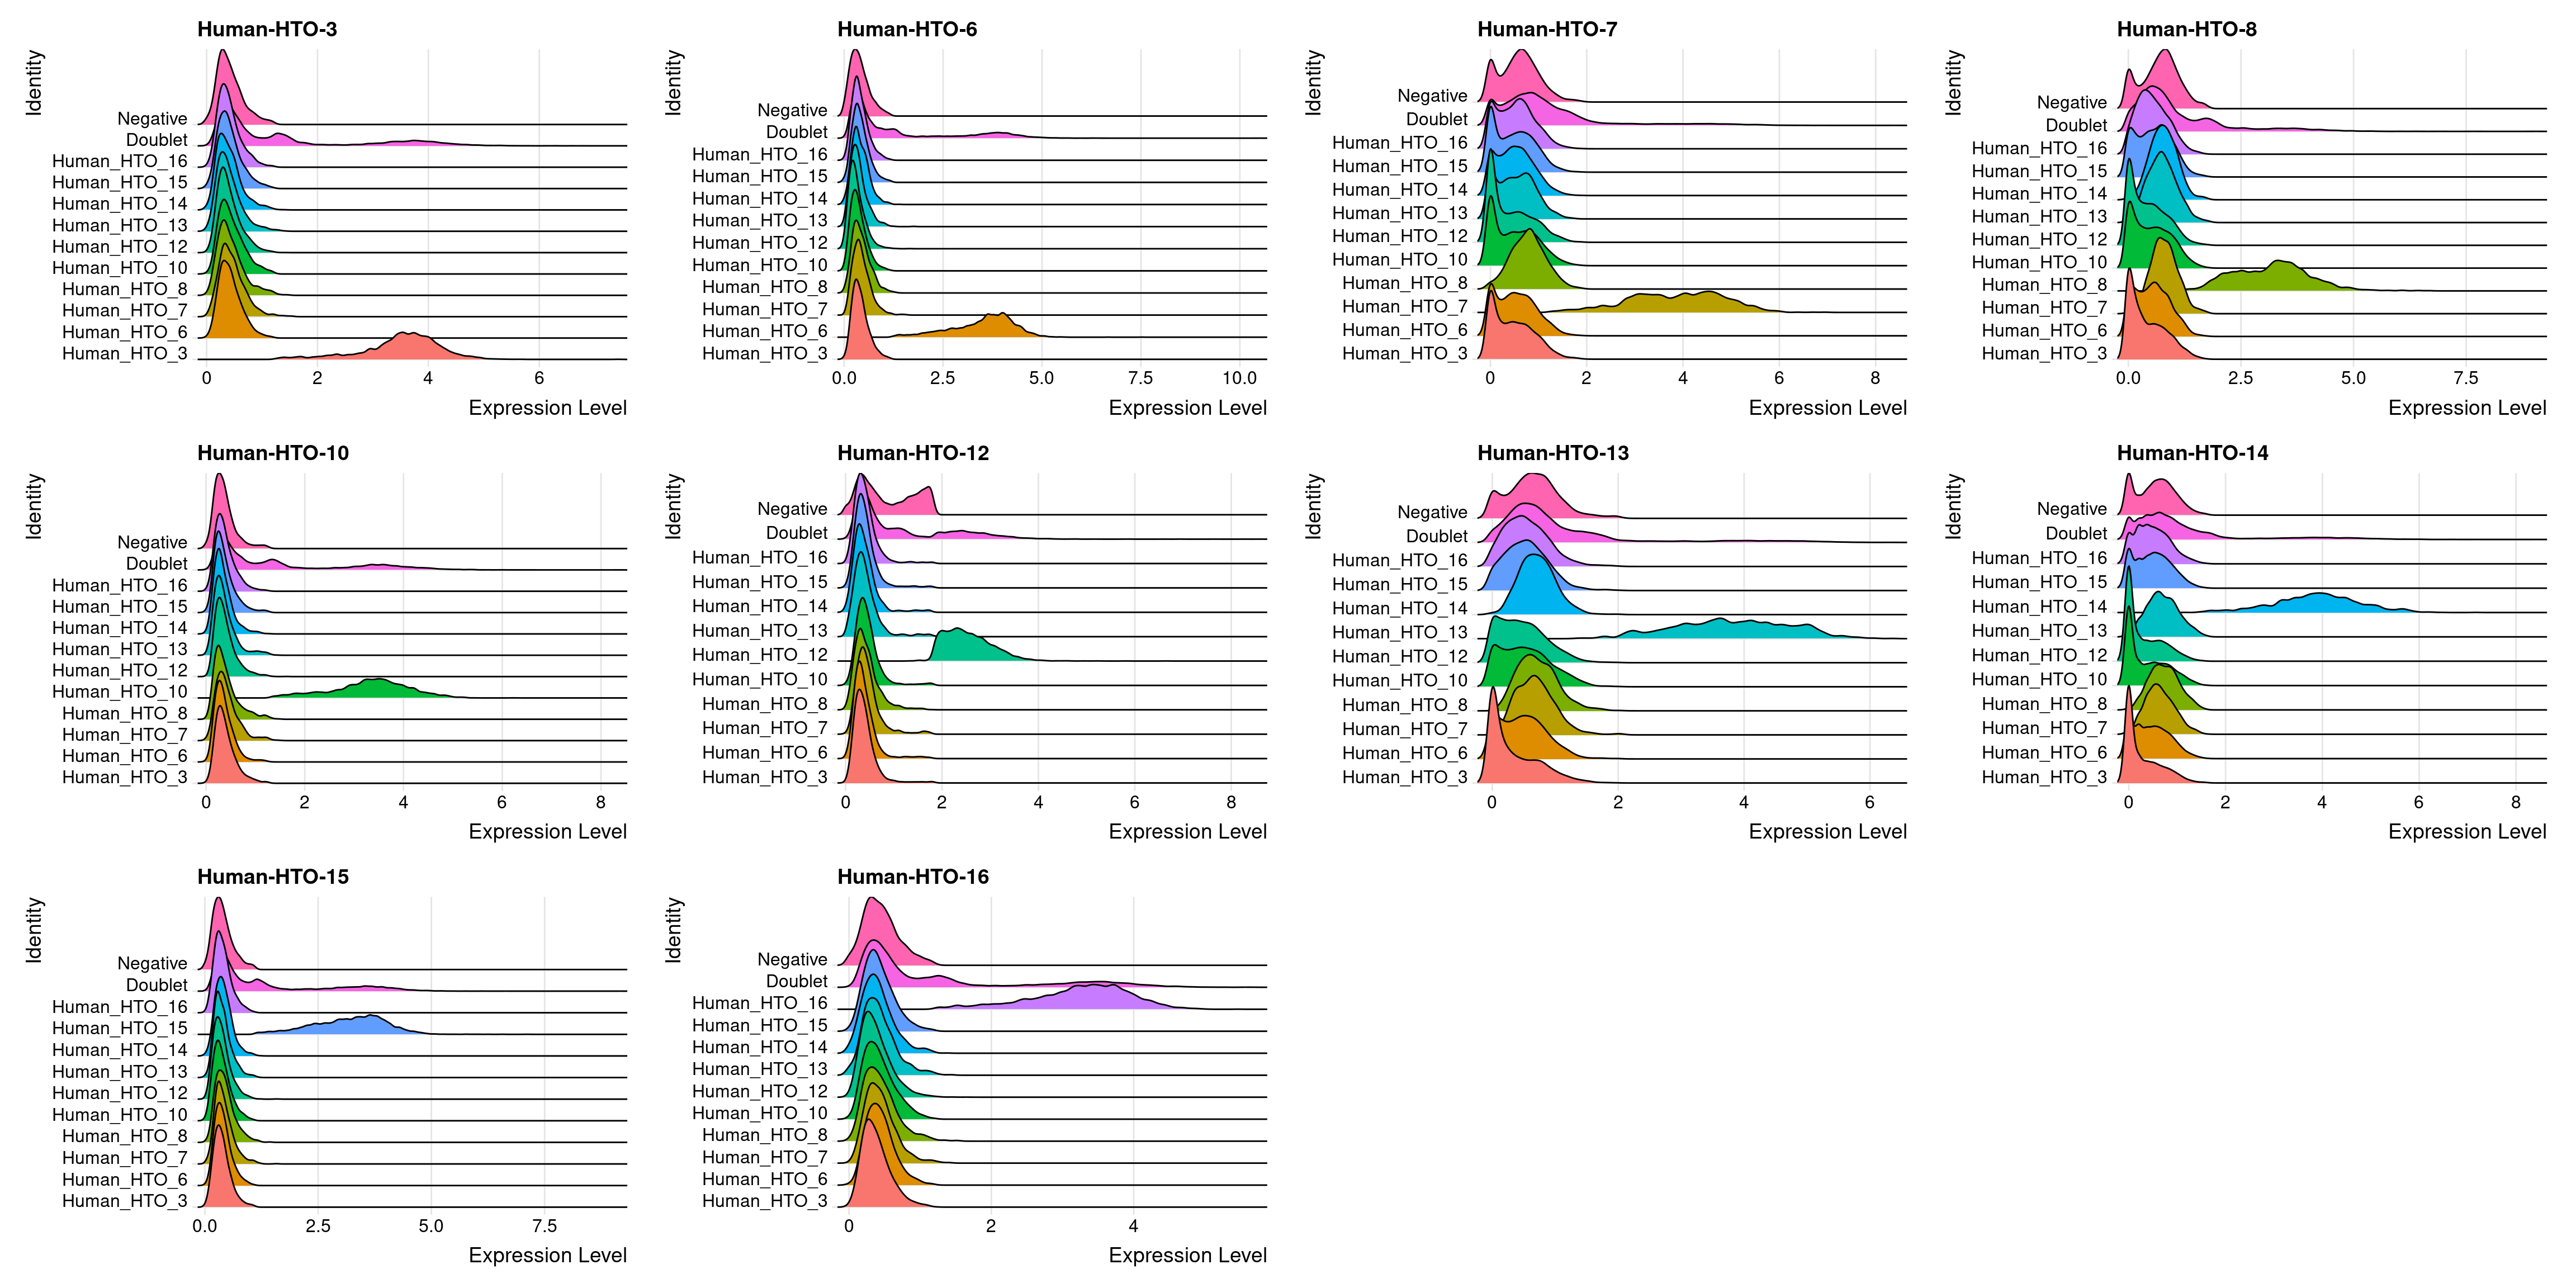 Human-HTO-3
Identity
Negative
Doublet
Human_HTO_16
Human_HTO_15
Human_HTO_14
Human_HTO_13
Human_HTO_12
Human_HTO_10
Human_HTO_8
Human_HTO_7
Human_HTO_6
Human_HTO_3
0 2 4 6
Expression Level
Human-HTO-6
Identity
Negative
Doublet
Human_HTO_16
Human_HTO_15
Human_HTO_14
Human_HTO_13
Human_HTO_12
Human_HTO_10
Human_HTO_8
Human_HTO_7
Human_HTO_6
Human_HTO_3
0.0 2.5 5.0 7.5 10.0
Expression Level
Human-HTO-7
Identity
Negative
Doublet
Human_HTO_16
Human_HTO_15
Human_HTO_14
Human_HTO_13
Human_HTO_12
Human_HTO_10
Human_HTO_8
Human_HTO_7
Human_HTO_6
Human_HTO_3
0 2 4 6 8
Expression Level
Human-HTO-8
Identity
Negative
Doublet
Human_HTO_16
Human_HTO_15
Human_HTO_14
Human_HTO_13
Human_HTO_12
Human_HTO_10
Human_HTO_8
Human_HTO_7
Human_HTO_6
Human_HTO_3
0.0 2.5 5.0 7.5
Expression Level
Human-HTO-10
Identity
Negative
Doublet
Human_HTO_16
Human_HTO_15
Human_HTO_14
Human_HTO_13
Human_HTO_12
Human_HTO_10
Human_HTO_8
Human_HTO_7
Human_HTO_6
Human_HTO_3
0 2 4 6 8
Expression Level
Human-HTO-12
Identity
Negative
Doublet
Human_HTO_16
Human_HTO_15
Human_HTO_14
Human_HTO_13
Human_HTO_12
Human_HTO_10
Human_HTO_8
Human_HTO_7
Human_HTO_6
Human_HTO_3
0 2 4 6 8
Expression Level
Human-HTO-13
Identity
Negative
Doublet
Human_HTO_16
Human_HTO_15
Human_HTO_14
Human_HTO_13
Human_HTO_12
Human_HTO_10
Human_HTO_8
Human_HTO_7
Human_HTO_6
Human_HTO_3
0 2 4 6
Expression Level
Human-HTO-14
Identity
Negative
Doublet
Human_HTO_16
Human_HTO_15
Human_HTO_14
Human_HTO_13
Human_HTO_12
Human_HTO_10
Human_HTO_8
Human_HTO_7
Human_HTO_6
Human_HTO_3
0 2 4 6 8
Expression Level
Human-HTO-15
Identity
Negative
Doublet
Human_HTO_16
Human_HTO_15
Human_HTO_14
Human_HTO_13
Human_HTO_12
Human_HTO_10
Human_HTO_8
Human_HTO_7
Human_HTO_6
Human_HTO_3
0.0 2.5 5.0 7.5
Expression Level
Human-HTO-16
Identity
Negative
Doublet
Human_HTO_16
Human_HTO_15
Human_HTO_14
Human_HTO_13
Human_HTO_12
Human_HTO_10
Human_HTO_8
Human_HTO_7
Human_HTO_6
Human_HTO_3
0 2 4
Expression Level